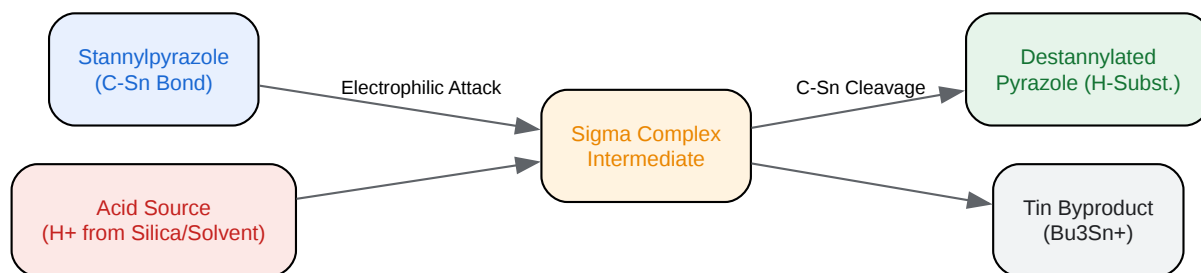 Stannylpyrazole
(C-Sn Bond)
Electrophilic Attack
Acid Source
(H+ from Silica/Solvent)
Sigma Complex
Intermediate
C-Sn Cleavage
Destannylated
Pyrazole (H-Subst.)
Tin Byproduct
(Bu3Sn+)